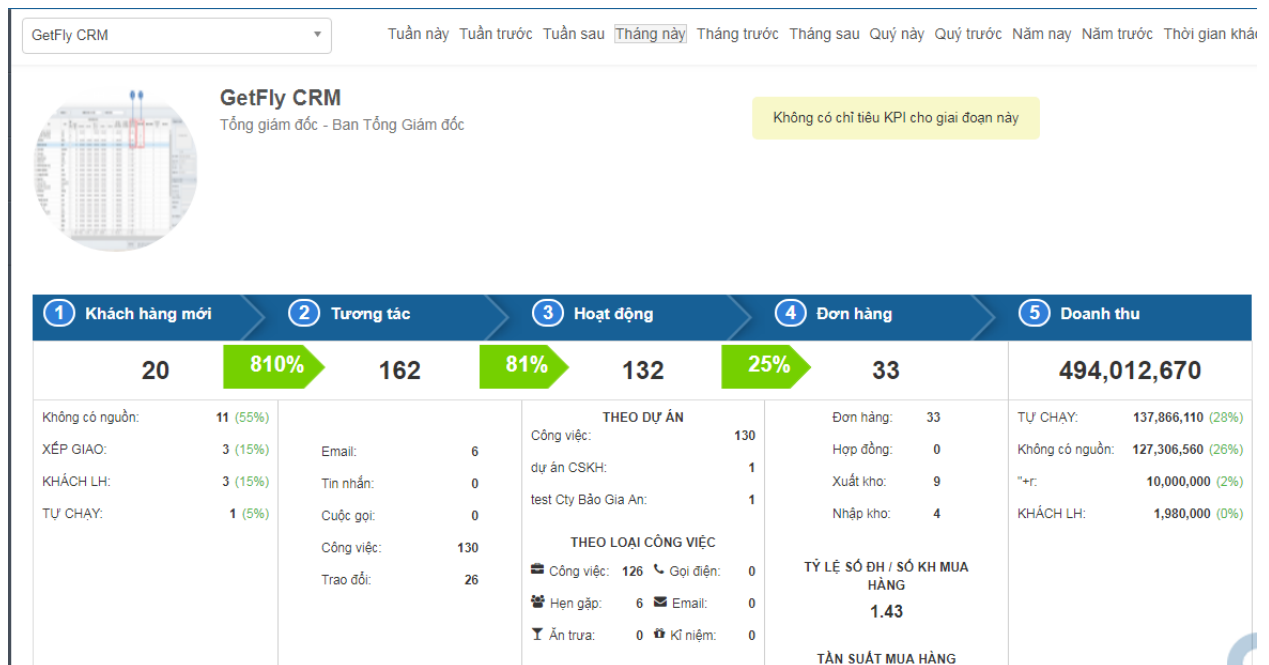 GetFly CRM
Tuần này Tuần trước Tuần sau Tháng này Tháng trước Tháng sau Quý này Quý trước Năm nay Năm trước Thời gian khá
GetFly CRM
Tổng giám đốc - Ban Tổng Giám đốc
Không có chỉ tiêu KPI cho giai đoạn này
1 Khách hàng mới
2 Tương tác
3 Hoạt động
4 Đơn hàng
5 Doanh thu
20
810%
162
81%
132
25%
33
494,012,670
Không có nguồn: 11 (55%)
XẾP GIAO: 3 (15%)
KHÁCH LH: 3 (15%)
TỰ CHẠY: 1 (5%)
Email: 6
Tin nhắn: 0
Cuộc gọi: 0
Công việc: 130
Trao đổi: 26
THEO DỰ ÁN
Công việc: 130
dự án CSKH: 1
test Cty Bảo Gia An: 1
THEO LOẠI CÔNG VIỆC
Công việc: 126 Gọi điện: 0
Hẹn gặp: 6 Email: 0
Ăn trưa: 0 Kỉ niệm: 0
Đơn hàng: 33
Hợp đồng: 0
Xuất kho: 9
Nhập kho: 4
TỶ LỆ SỐ ĐH / SỐ KH MUA
HÀNG
1.43
TẦN SUẤT MUA HÀNG
TỰ CHẠY: 137,866,110 (28%)
Không có nguồn: 127,306,560 (26%)
"+r: 10,000,000 (2%)
KHÁCH LH: 1,980,000 (0%)